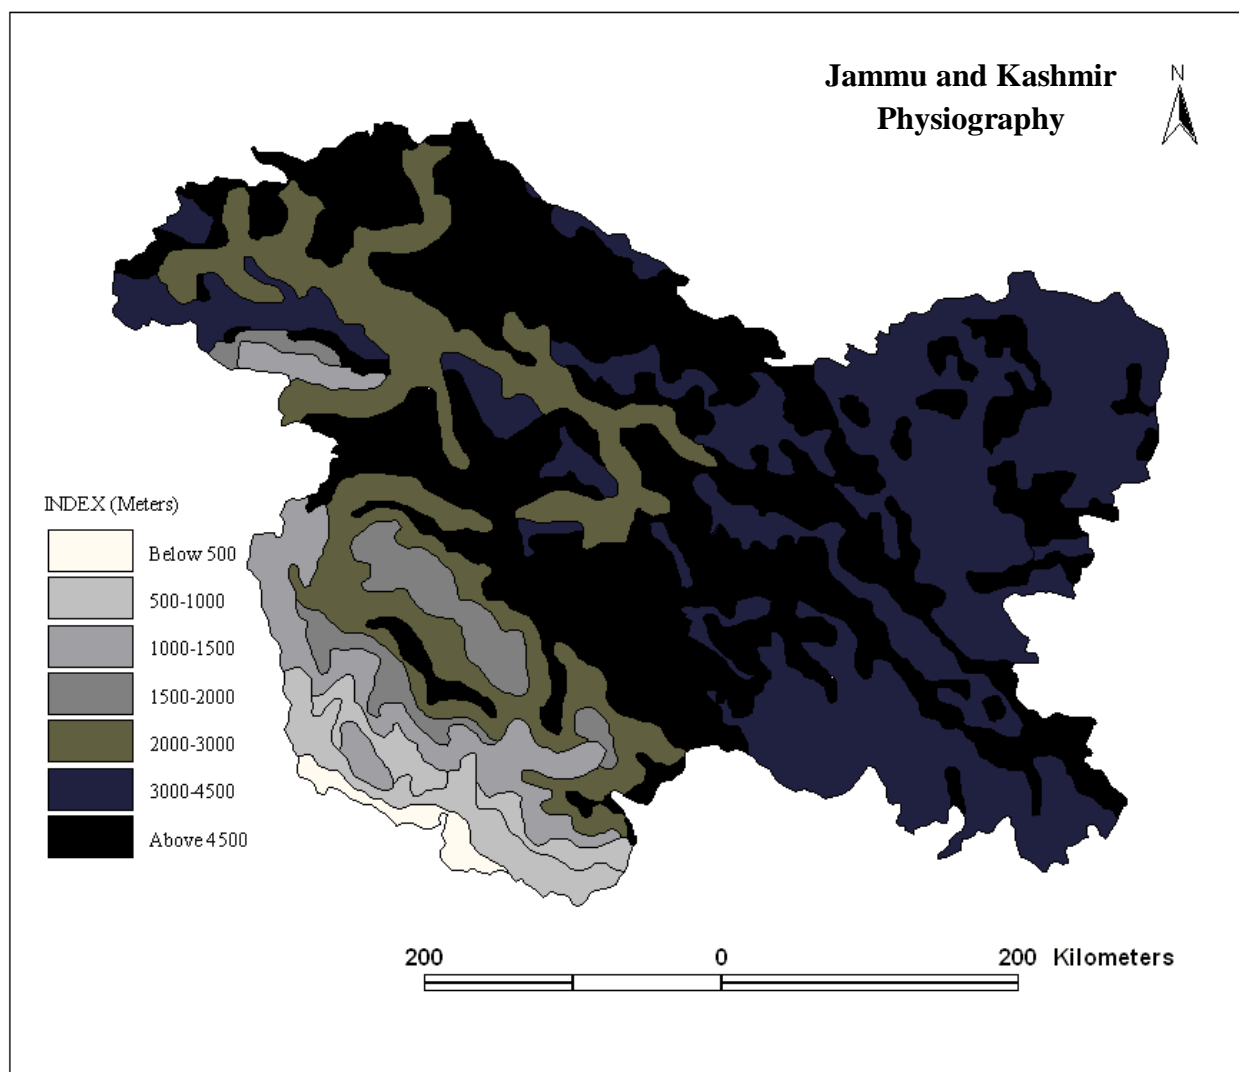 Jammu and Kashmir
Physiography
N
INDEX (Meters)
Below 500
500-1000
1000-1500
1500-2000
2000-3000
3000-4500
Above 4500
200 0 200 Kilometers